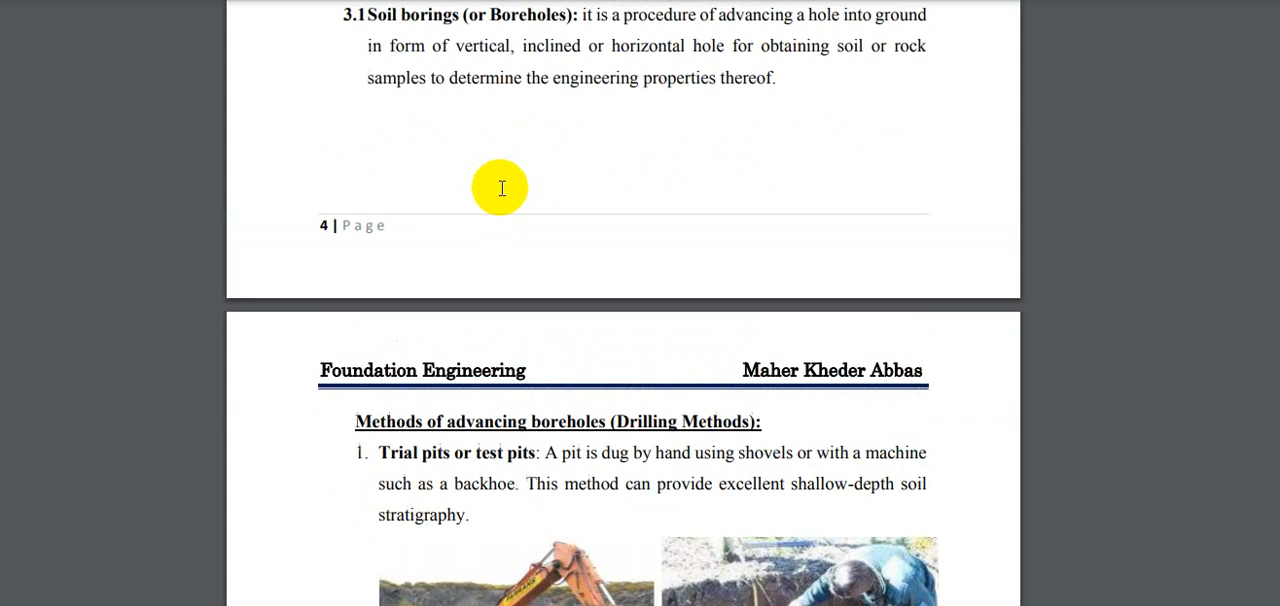 3.1 Soil borings (or Boreholes): it is a procedure of advancing a hole into ground
in form of vertical, inclined or horizontal hole for obtaining soil or rock
samples to determine the engineering properties thereof.
4 | Page
Foundation Engineering Maher Kheder Abbas
Methods of advancing boreholes (Drilling Methods):
1. Trial pits or test pits: A pit is dug by hand using shovels or with a machine
such as a backhoe. This method can provide excellent shallow-depth soil
stratigraphy.